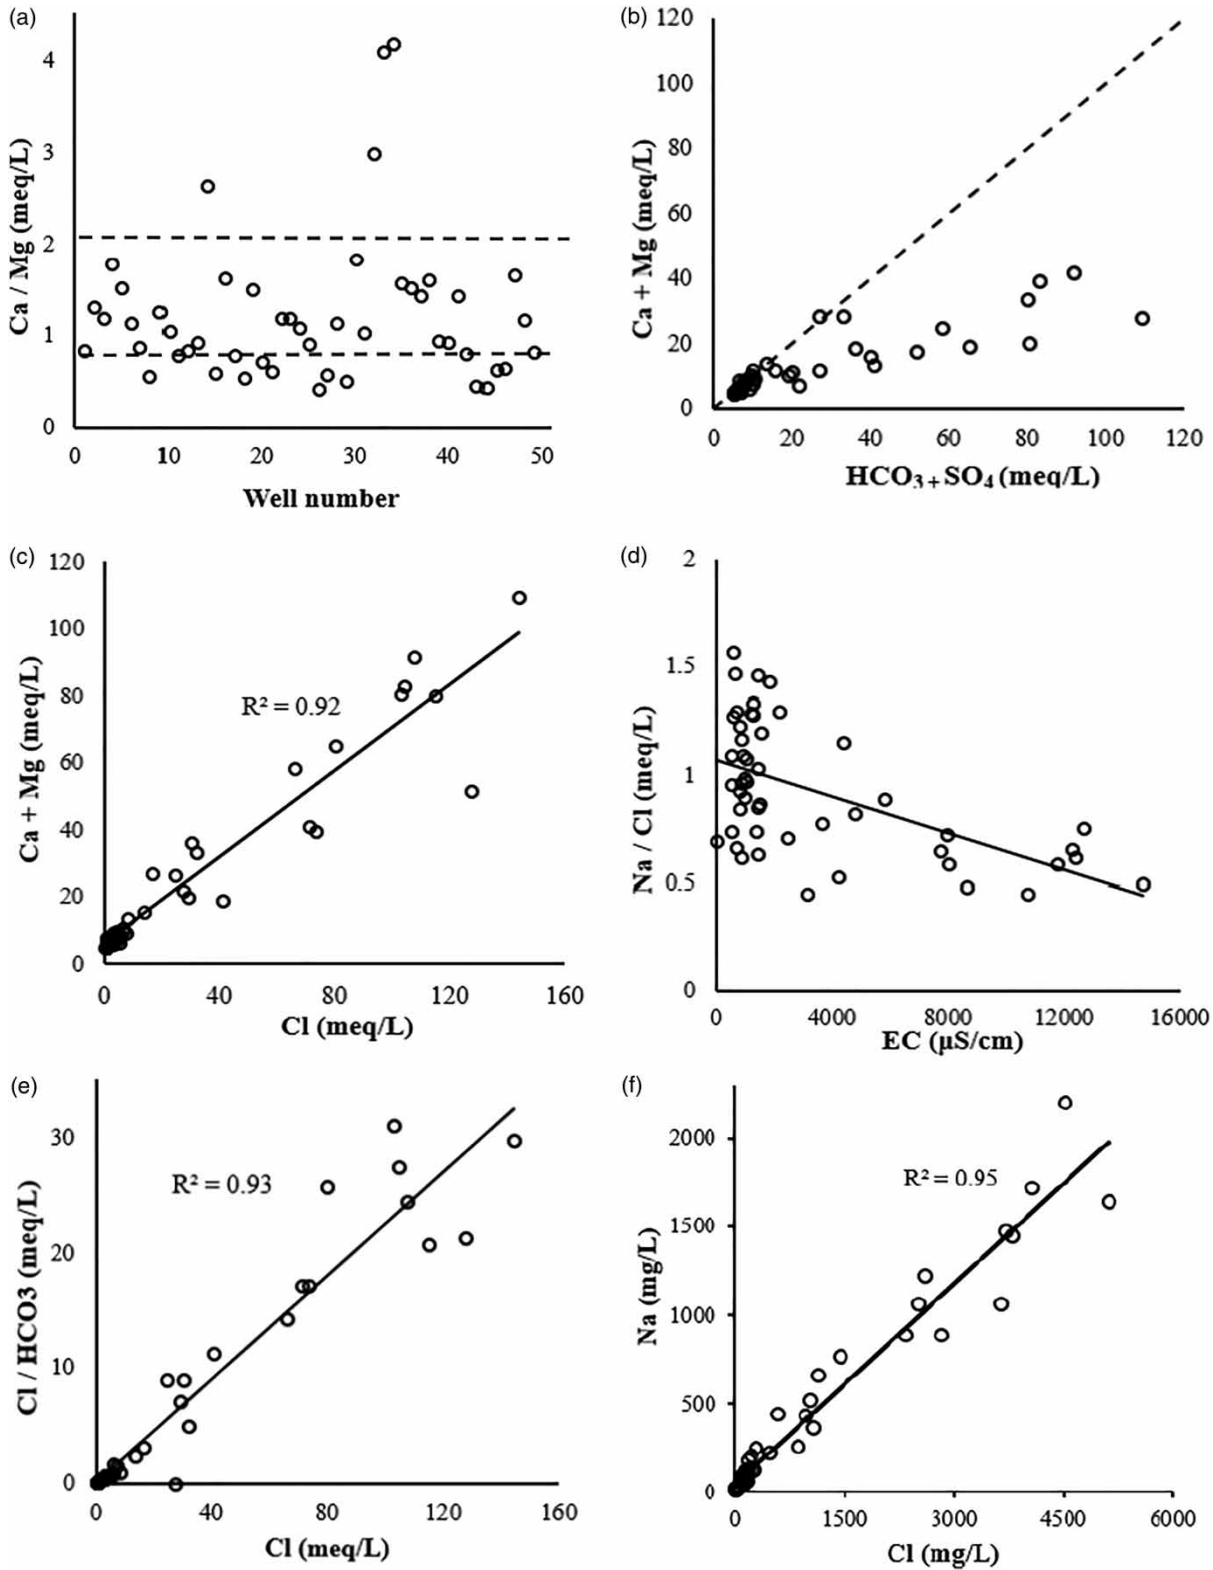 (a)
Ca / Mg (meq/L)
4
3
2
1
0
0 10 20 30 40 50
Well number
(b)
Ca + Mg (meq/L)
120
100
80
60
40
20
0
0 20 40 60 80 100 120
HCO₃ + SO₄ (meq/L)
(c)
Ca + Mg (meq/L)
120
100
80
60
40
20
0
R² = 0.92
0 40 80 120 160
Cl (meq/L)
(d)
Na / Cl (meq/L)
2
1.5
1
0.5
0
0 4000 8000 12000 16000
EC (µS/cm)
(e)
Cl / HCO3 (meq/L)
30
20
10
0
R² = 0.93
0 40 80 120 160
Cl (meq/L)
(f)
Na (mg/L)
2000
1500
1000
500
0
R² = 0.95
0 1500 3000 4500 6000
Cl (mg/L)